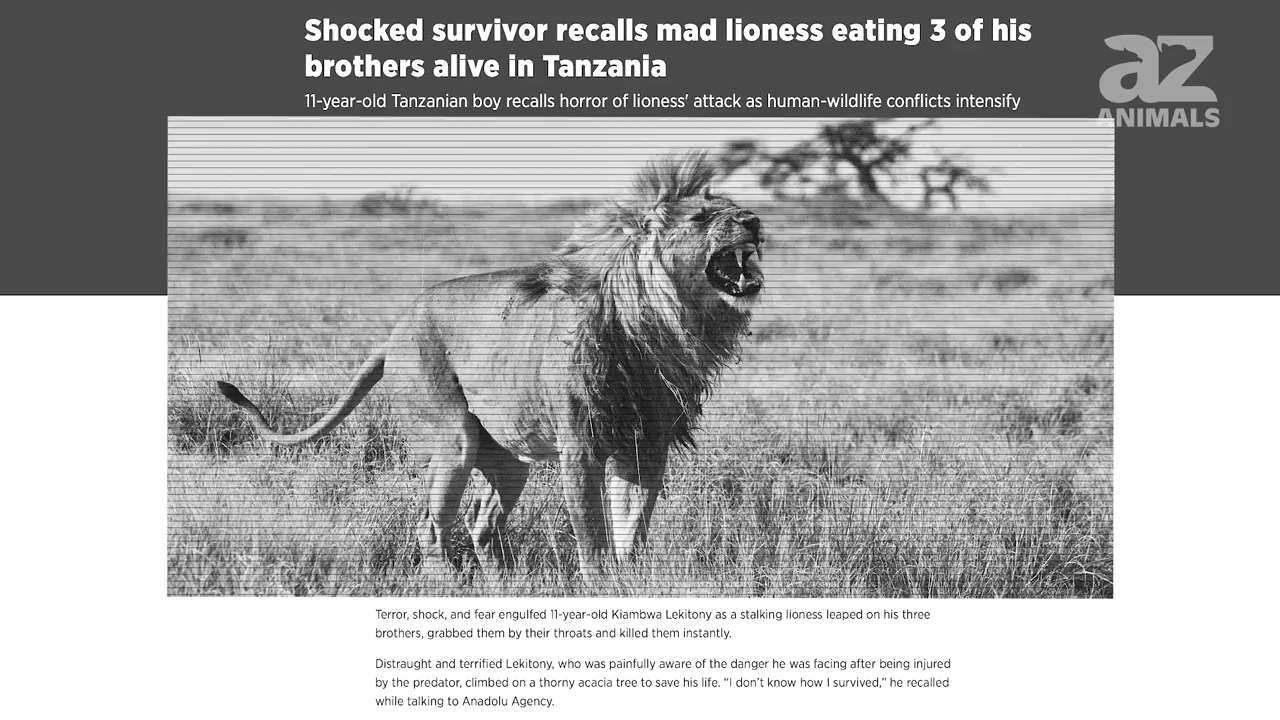 Shocked survivor recalls mad lioness eating 3 of his
brothers alive in Tanzania
11-year-old Tanzanian boy recalls horror of lioness' attack as human-wildlife conflicts intensify
az
ANIMALS
Terror, shock, and fear engulfed 11-year-old Kiambwa Lekitony as a stalking lioness leaped on his three
brothers, grabbed them by their throats and killed them instantly.
Distraught and terrified Lekitony, who was painfully aware of the danger he was facing after being injured
by the predator, climbed on a thorny acacia tree to save his life. “I don’t know how I survived,” he recalled
while talking to Anadolu Agency.